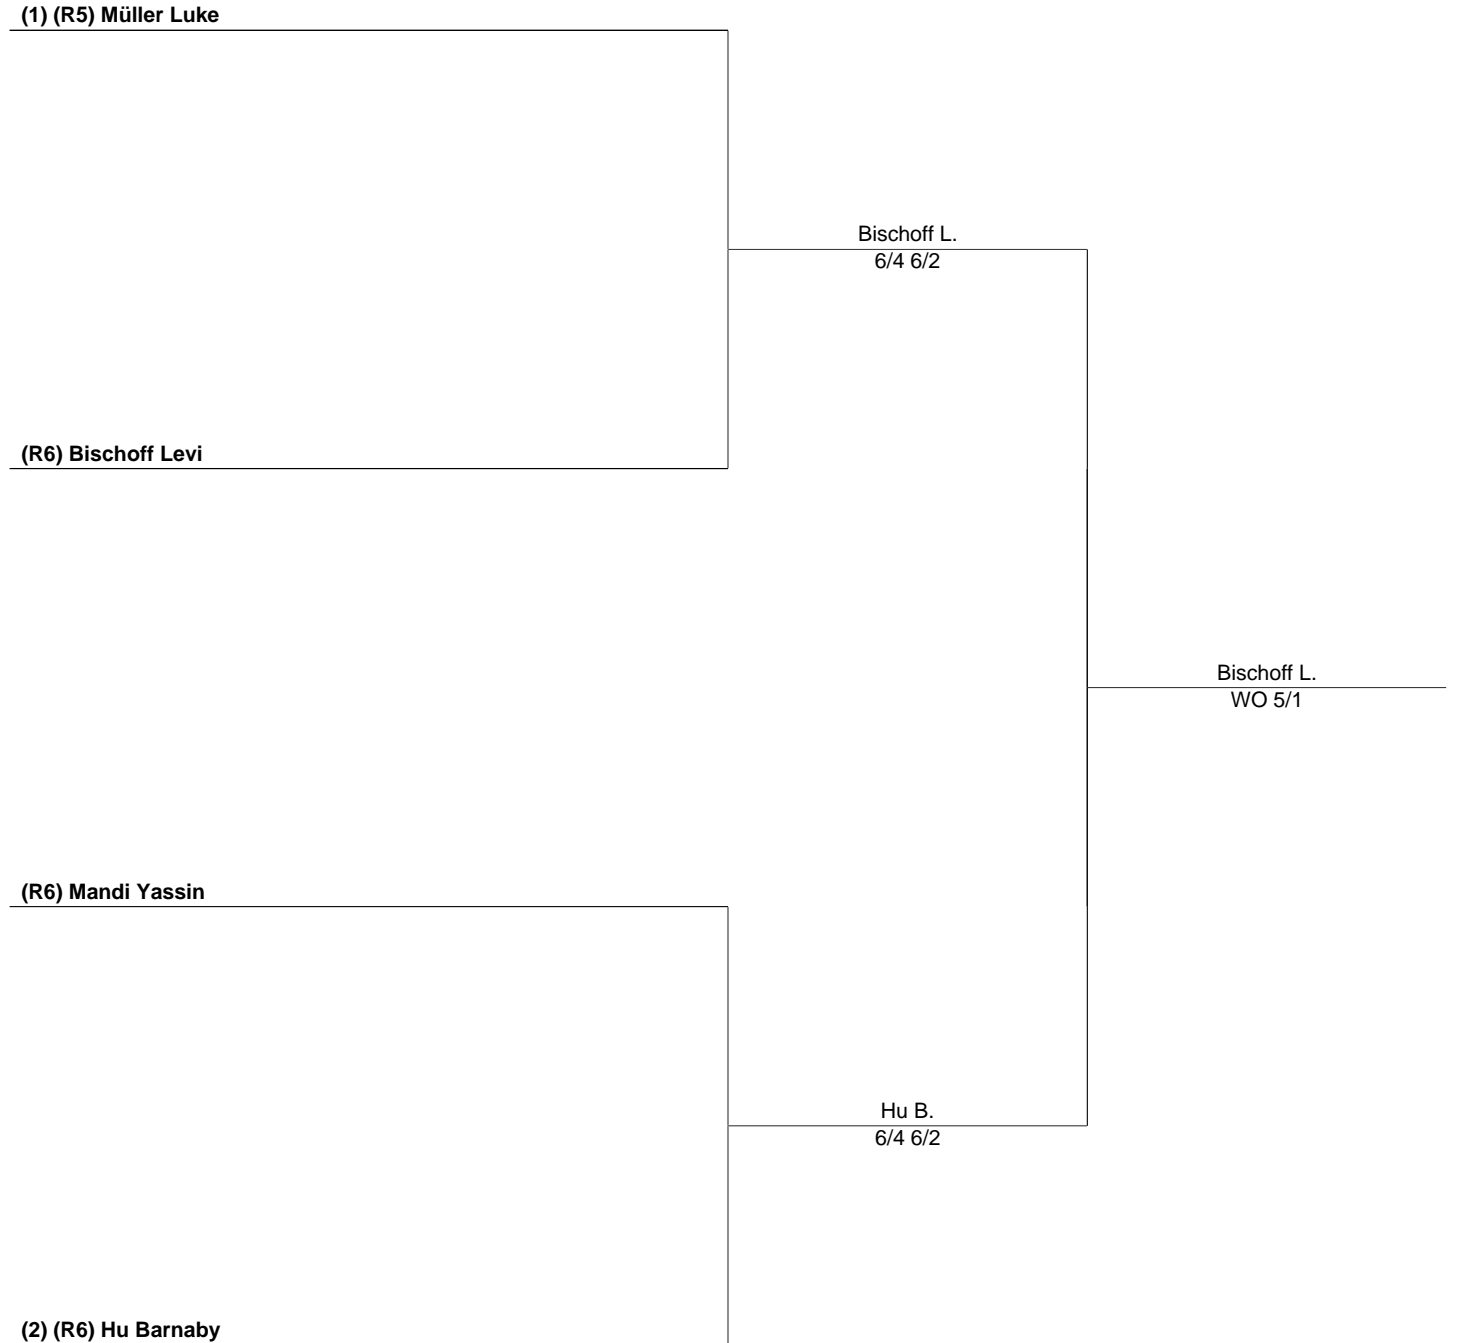 (1) (R5) Müller Luke
Bischoff L.
6/4 6/2
(R6) Bischoff Levi
Bischoff L.
WO 5/1
(R6) Mandi Yassin
Hu B.
6/4 6/2
(2) (R6) Hu Barnaby